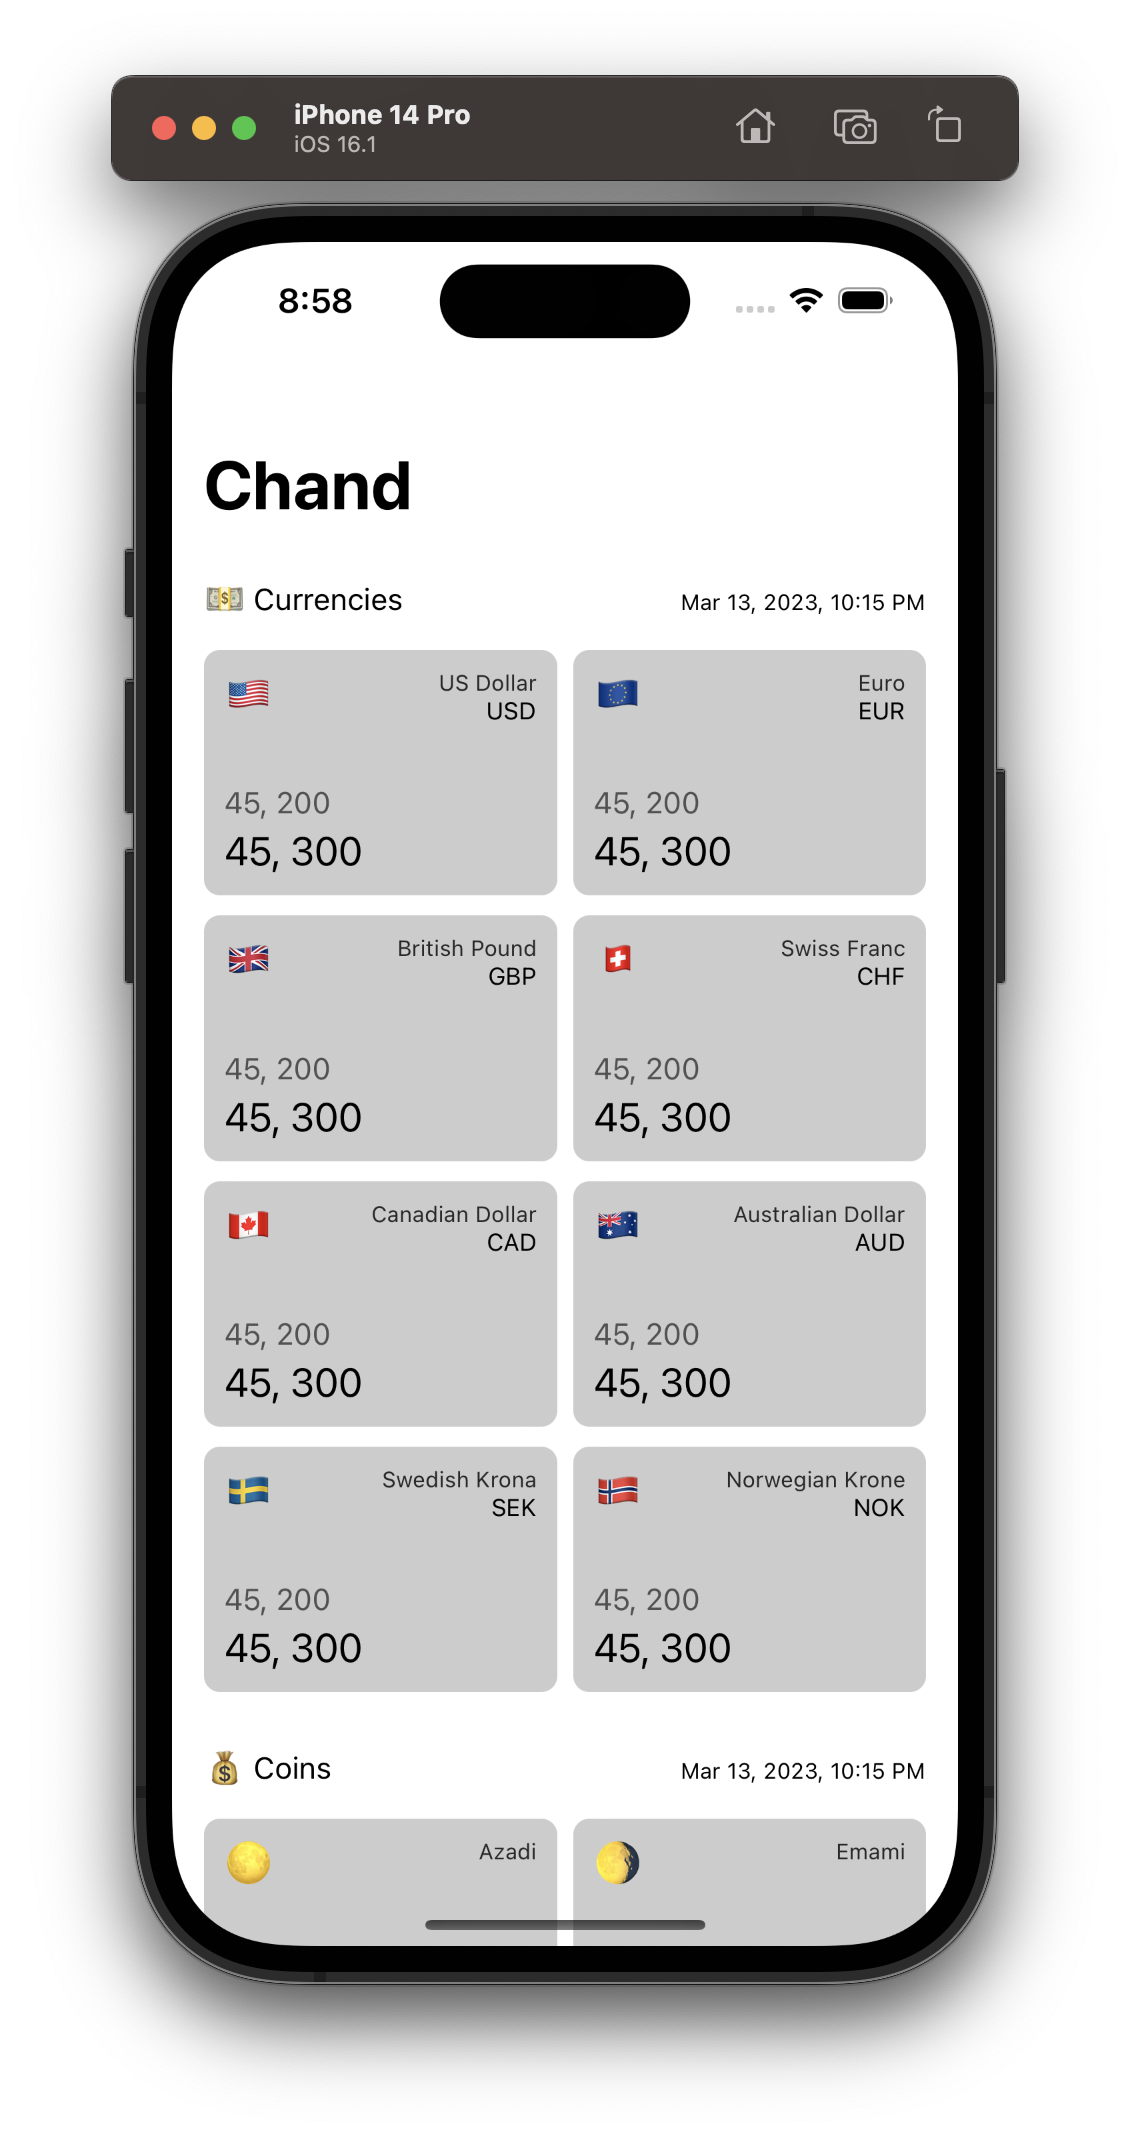 iPhone 14 Pro
iOS 16.1
8:58
Chand
Currencies
Mar 13, 2023, 10:15 PM
US Dollar
USD
45, 200
45, 300
Euro
EUR
45, 200
45, 300
British Pound
GBP
45, 200
45, 300
Swiss Franc
CHF
45, 200
45, 300
Canadian Dollar
CAD
45, 200
45, 300
Australian Dollar
AUD
45, 200
45, 300
Swedish Krona
SEK
45, 200
45, 300
Norwegian Krone
NOK
45, 200
45, 300
Coins
Mar 13, 2023, 10:15 PM
Azadi
Emami